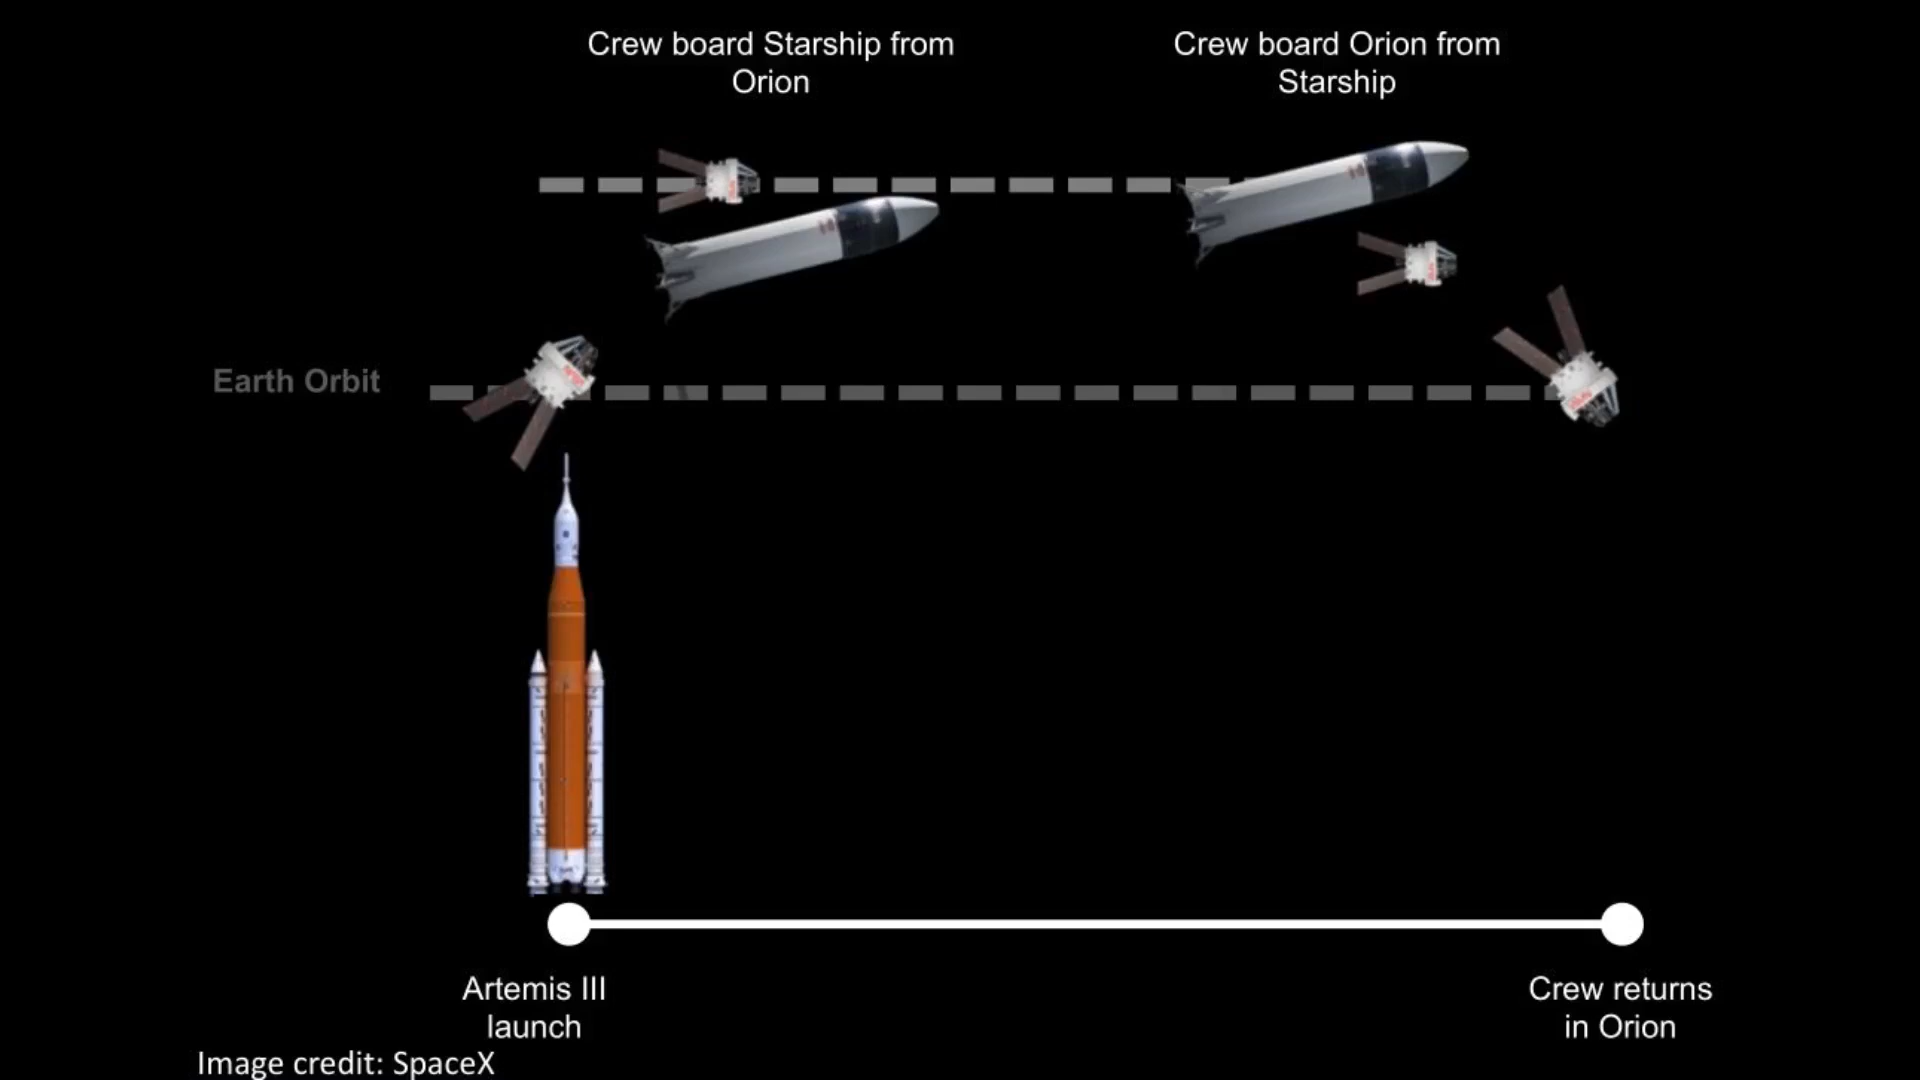 Crew board Starship from
Orion
Crew board Orion from
Starship
Earth Orbit
Artemis III
launch
Crew returns
in Orion
Image credit: SpaceX